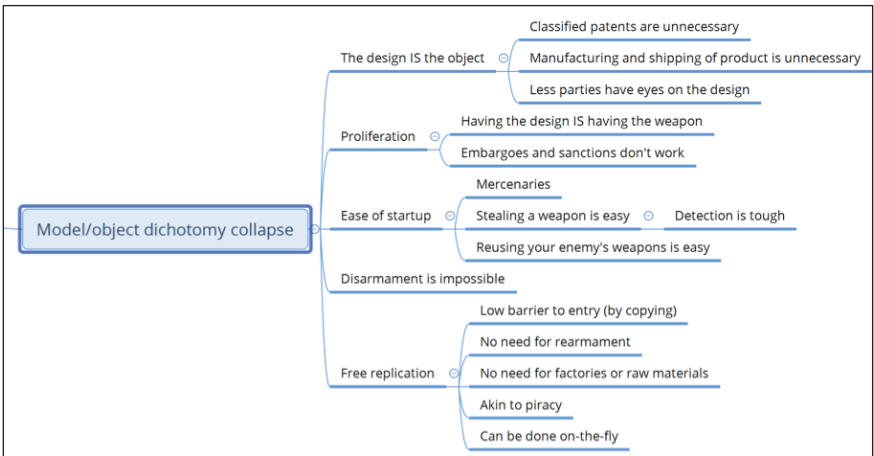 Model/object dichotomy collapse
The design IS the object
Classified patents are unnecessary
Manufacturing and shipping of product is unnecessary
Less parties have eyes on the design
Proliferation
Having the design IS having the weapon
Embargoes and sanctions don't work
Ease of startup
Mercenaries
Stealing a weapon is easy
Detection is tough
Reusing your enemy's weapons is easy
Disarmament is impossible
Free replication
Low barrier to entry (by copying)
No need for rearmament
No need for factories or raw materials
Akin to piracy
Can be done on-the-fly